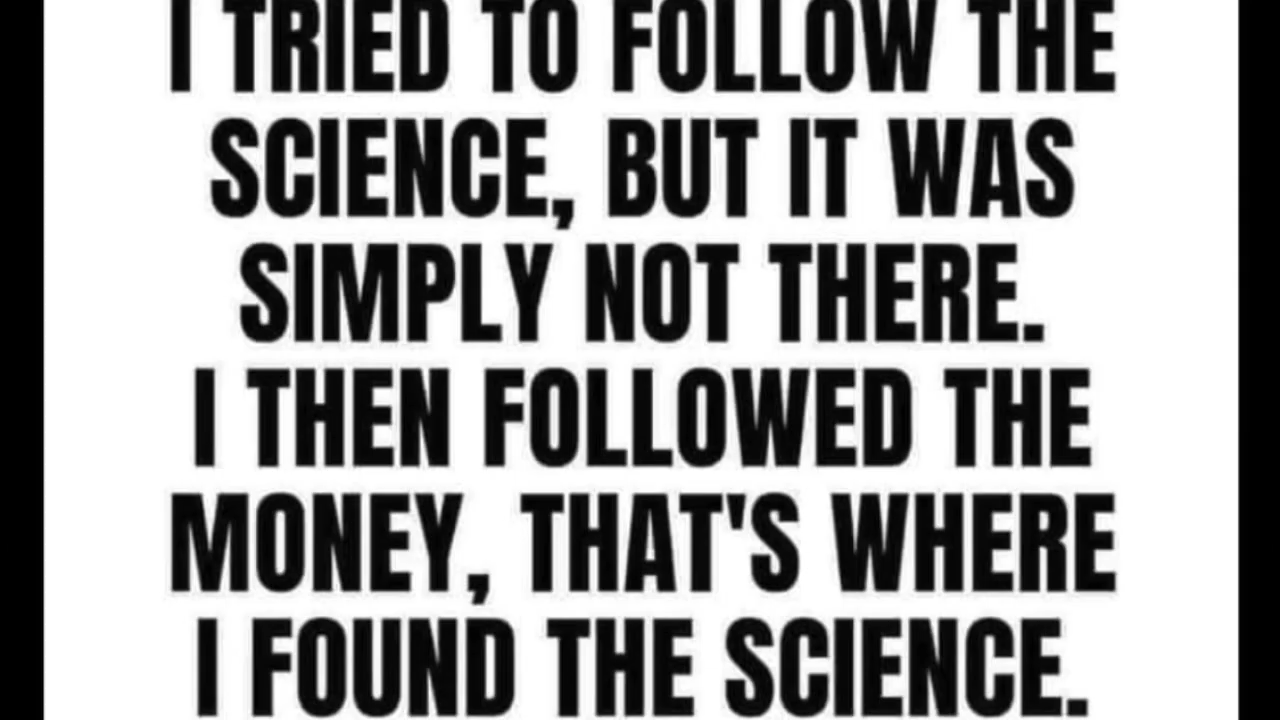 I TRIED TO FOLLOW THE
SCIENCE, BUT IT WAS
SIMPLY NOT THERE.
I THEN FOLLOWED THE
MONEY, THAT'S WHERE
I FOUND THE SCIENCE.